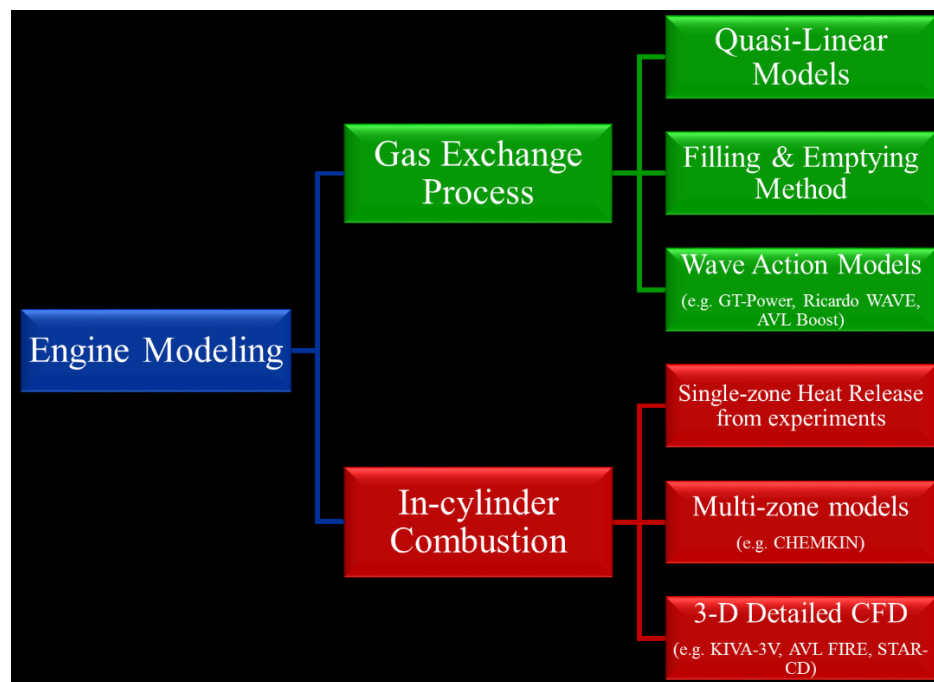 Engine Modeling
Gas Exchange
Process
Quasi-Linear
Models
Filling & Emptying
Method
Wave Action Models
(e.g. GT-Power, Ricardo WAVE,
AVL Boost)
In-cylinder
Combustion
Single-zone Heat Release
from experiments
Multi-zone models
(e.g. CHEMKIN)
3-D Detailed CFD
(e.g. KIVA-3V, AVL FIRE, STAR-
CD)